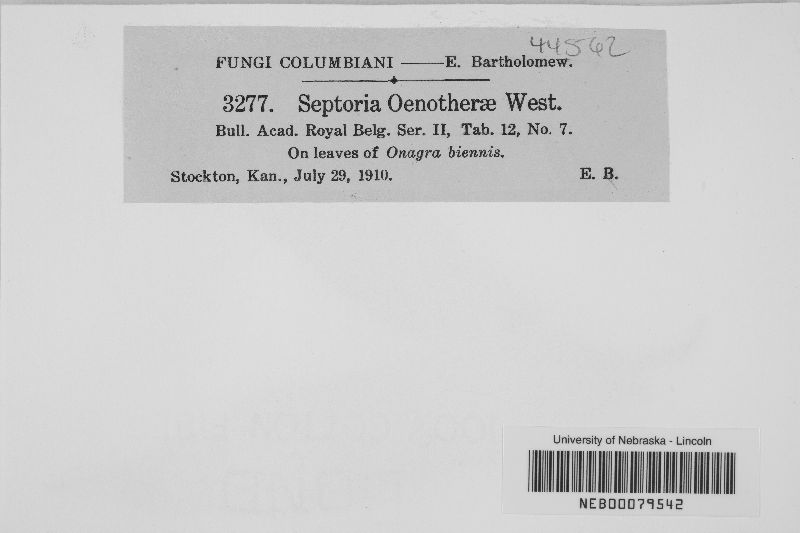 44562
FUNGI COLUMBIANI —— E. Bartholomew.
3277. Septoria Oenotheræ West.
Bull. Acad. Royal Belg. Ser. II, Tab. 12, No. 7.
On leaves of Onagra biennis.
Stockton, Kan., July 29, 1910. E. B.
University of Nebraska - Lincoln
NEB00079542